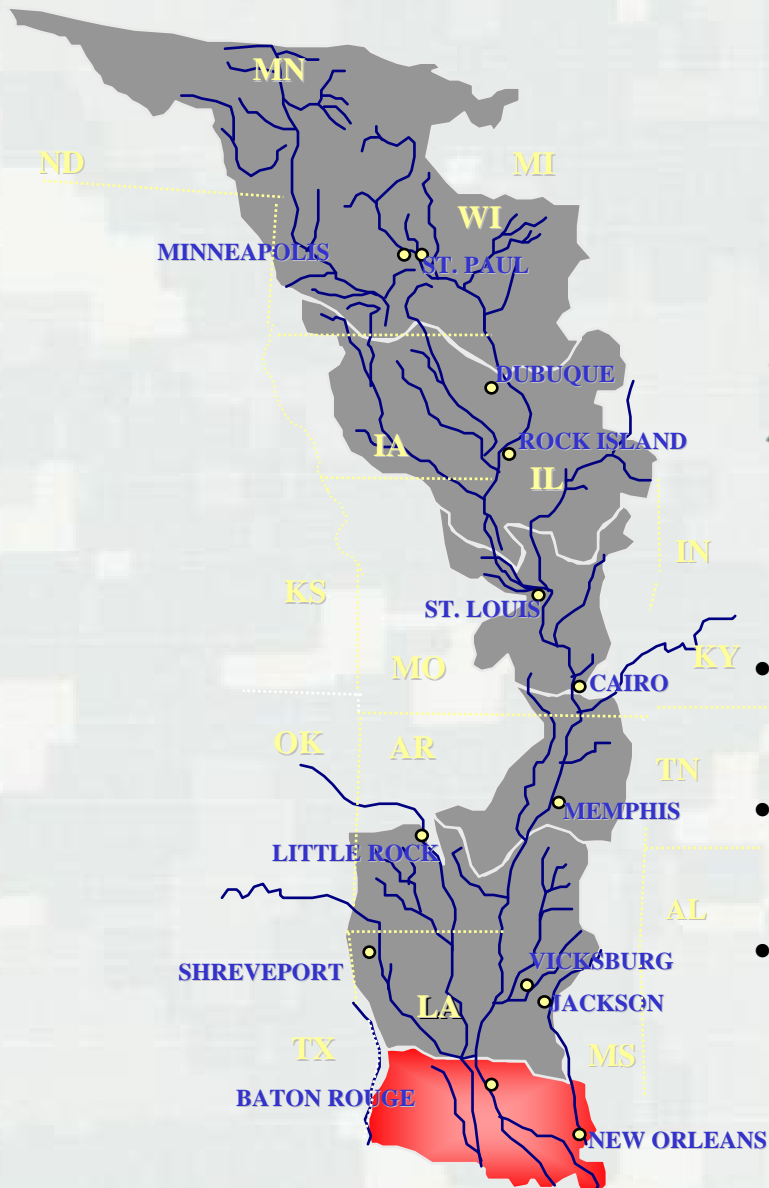 MN
ND
MI
WI
MINNEAPOLIS
ST. PAUL
DUBUQUE
ROCK ISLAND
IA
IL
IN
KS
ST. LOUIS
MO
KY
CAIRO
OK
AR
TN
MEMPHIS
LITTLE ROCK
AL
VICKSBURG
SHREVEPORT
JACKSON
LA
TX
MS
BATON ROUGE
NEW ORLEANS